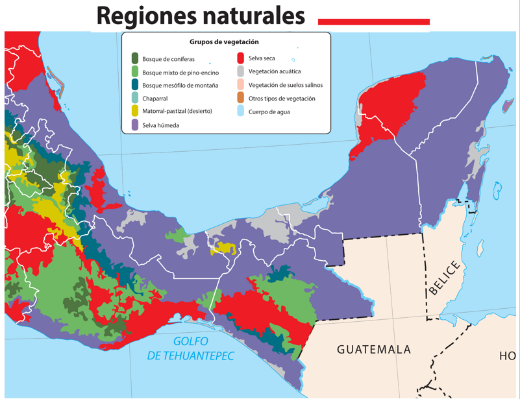 Regiones naturales
Grupos de vegetación
Bosque de coníferas
Bosque mixto de pino-encino
Bosque mesófilo de montaña
Chaparral
Matorral-pastizal (desierto)
Selva húmeda
Selva seca
Vegetación acuática
Vegetación de suelos salinos
Otros tipos de vegetación
Cuerpo de agua
BELICE
GOLFO
DE TEHUANTEPEC
GUATEMALA
HO